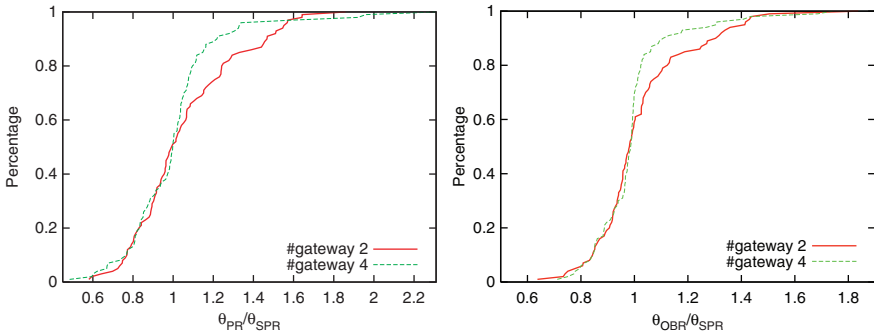 1
0.8
0.6
0.4
0.2
0
Percentage
#gateway 2
#gateway 4
0.6 0.8 1 1.2 1.4 1.6 1.8 2 2.2
θPR/θSPR
1
0.8
0.6
0.4
0.2
0
Percentage
#gateway 2
#gateway 4
0.6 0.8 1 1.2 1.4 1.6 1.8
θOBR/θSPR